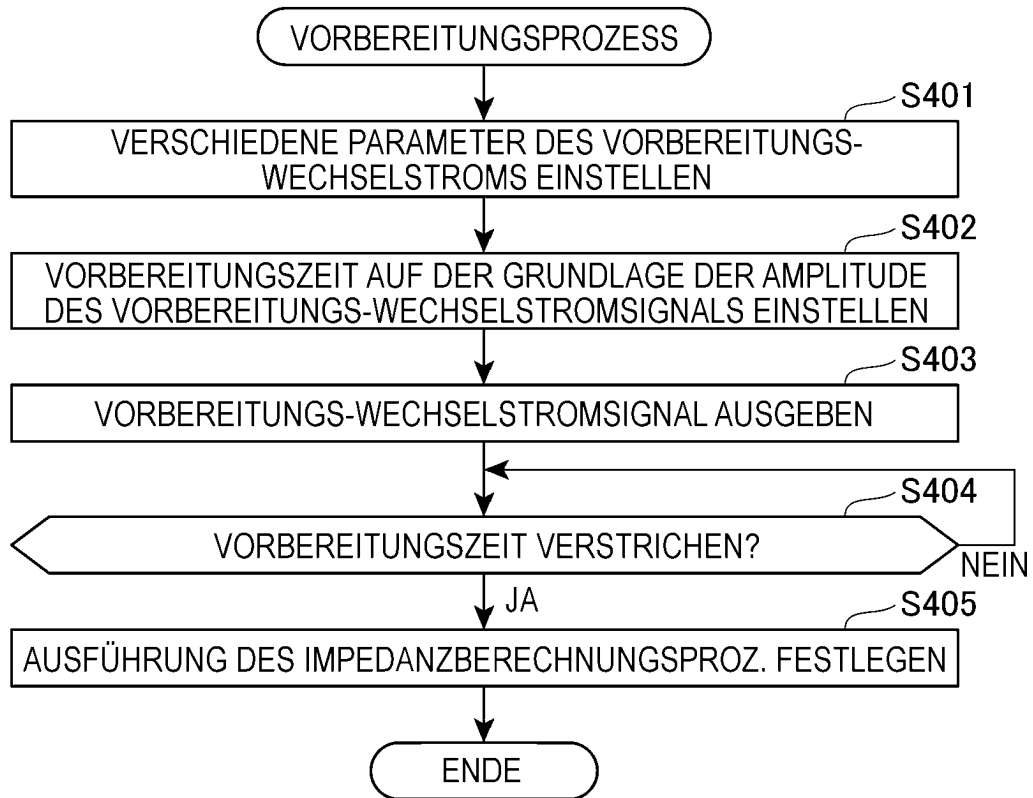 VORBEREITUNGSPROZESS
S401
VERSCHIEDENE PARAMETER DES VORBEREITUNGS-
WECHSELSTROMS EINSTELLEN
S402
VORBEREITUNGSZEIT AUF DER GRUNDLAGE DER AMPLITUDE
DES VORBEREITUNGS-WECHSELSTROMSIGNALS EINSTELLEN
S403
VORBEREITUNGS-WECHSELSTROMSIGNAL AUSGEBEN
S404
VORBEREITUNGSZEIT VERSTRICHEN?
NEIN
JA
S405
AUSFÜHRUNG DES IMPEDANZBERECHNUNGSPROZ. FESTLEGEN
ENDE